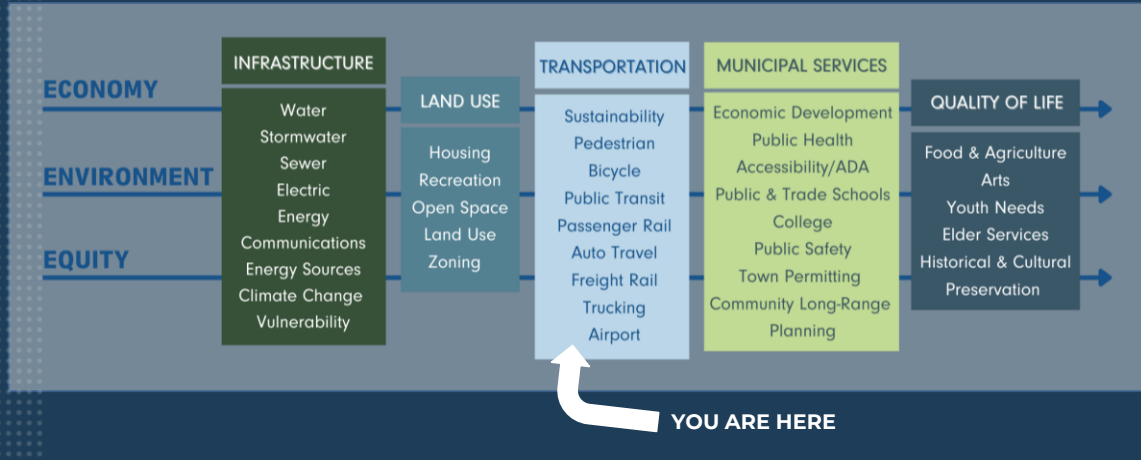 ECONOMY
ENVIRONMENT
EQUITY
INFRASTRUCTURE
Water
Stormwater
Sewer
Electric
Energy
Communications
Energy Sources
Climate Change
Vulnerability
LAND USE
Housing
Recreation
Open Space
Land Use
Zoning
TRANSPORTATION
Sustainability
Pedestrian
Bicycle
Public Transit
Passenger Rail
Auto Travel
Freight Rail
Trucking
Airport
MUNICIPAL SERVICES
Economic Development
Public Health
Accessibility/ADA
Public & Trade Schools
College
Public Safety
Town Permitting
Community Long-Range
Planning
QUALITY OF LIFE
Food & Agriculture
Arts
Youth Needs
Elder Services
Historical & Cultural
Preservation
YOU ARE HERE